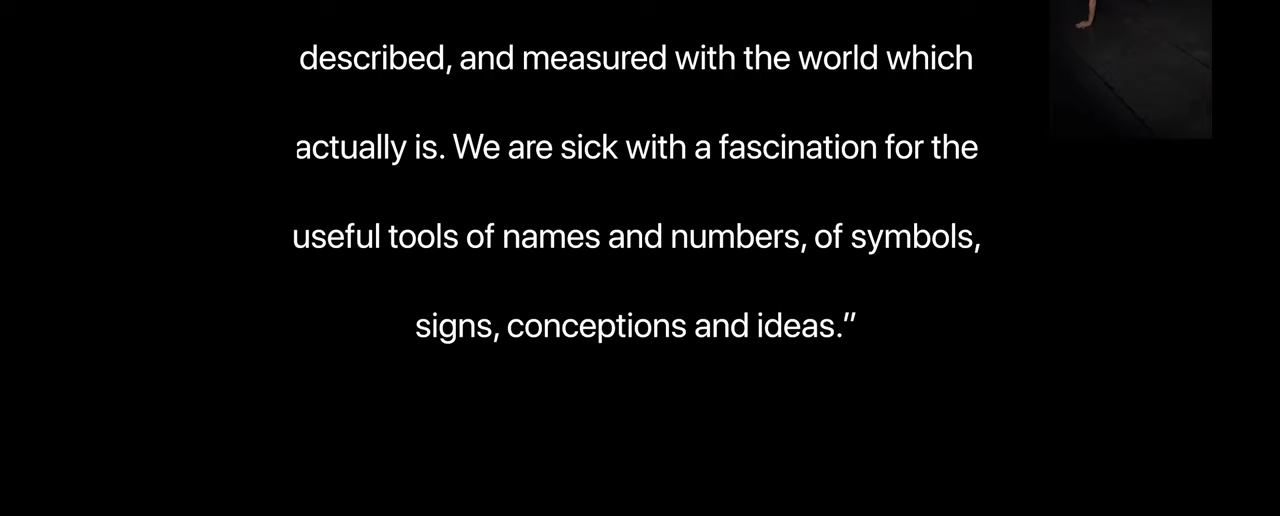 described, and measured with the world which
actually is. We are sick with a fascination for the
useful tools of names and numbers, of symbols,
signs, conceptions and ideas.”